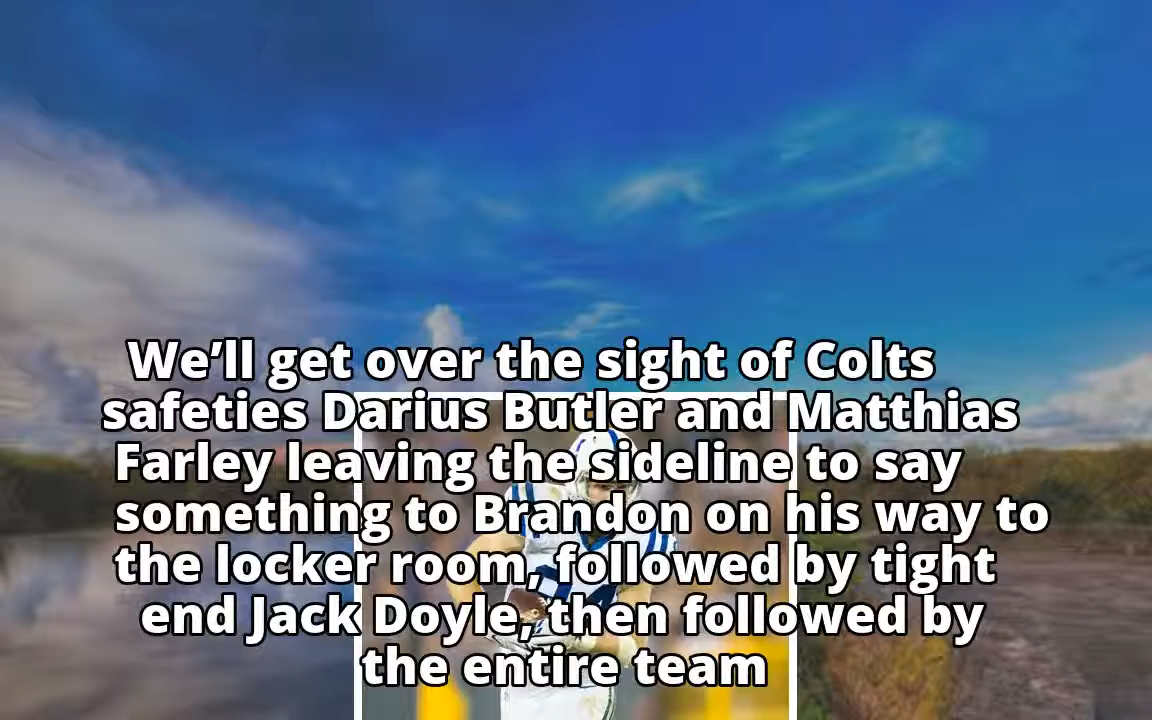 We’ll get over the sight of Colts
safeties Darius Butler and Matthias
Farley leaving the sideline to say
something to Brandon on his way to
the locker room, followed by tight
end Jack Doyle, then followed by
the entire team